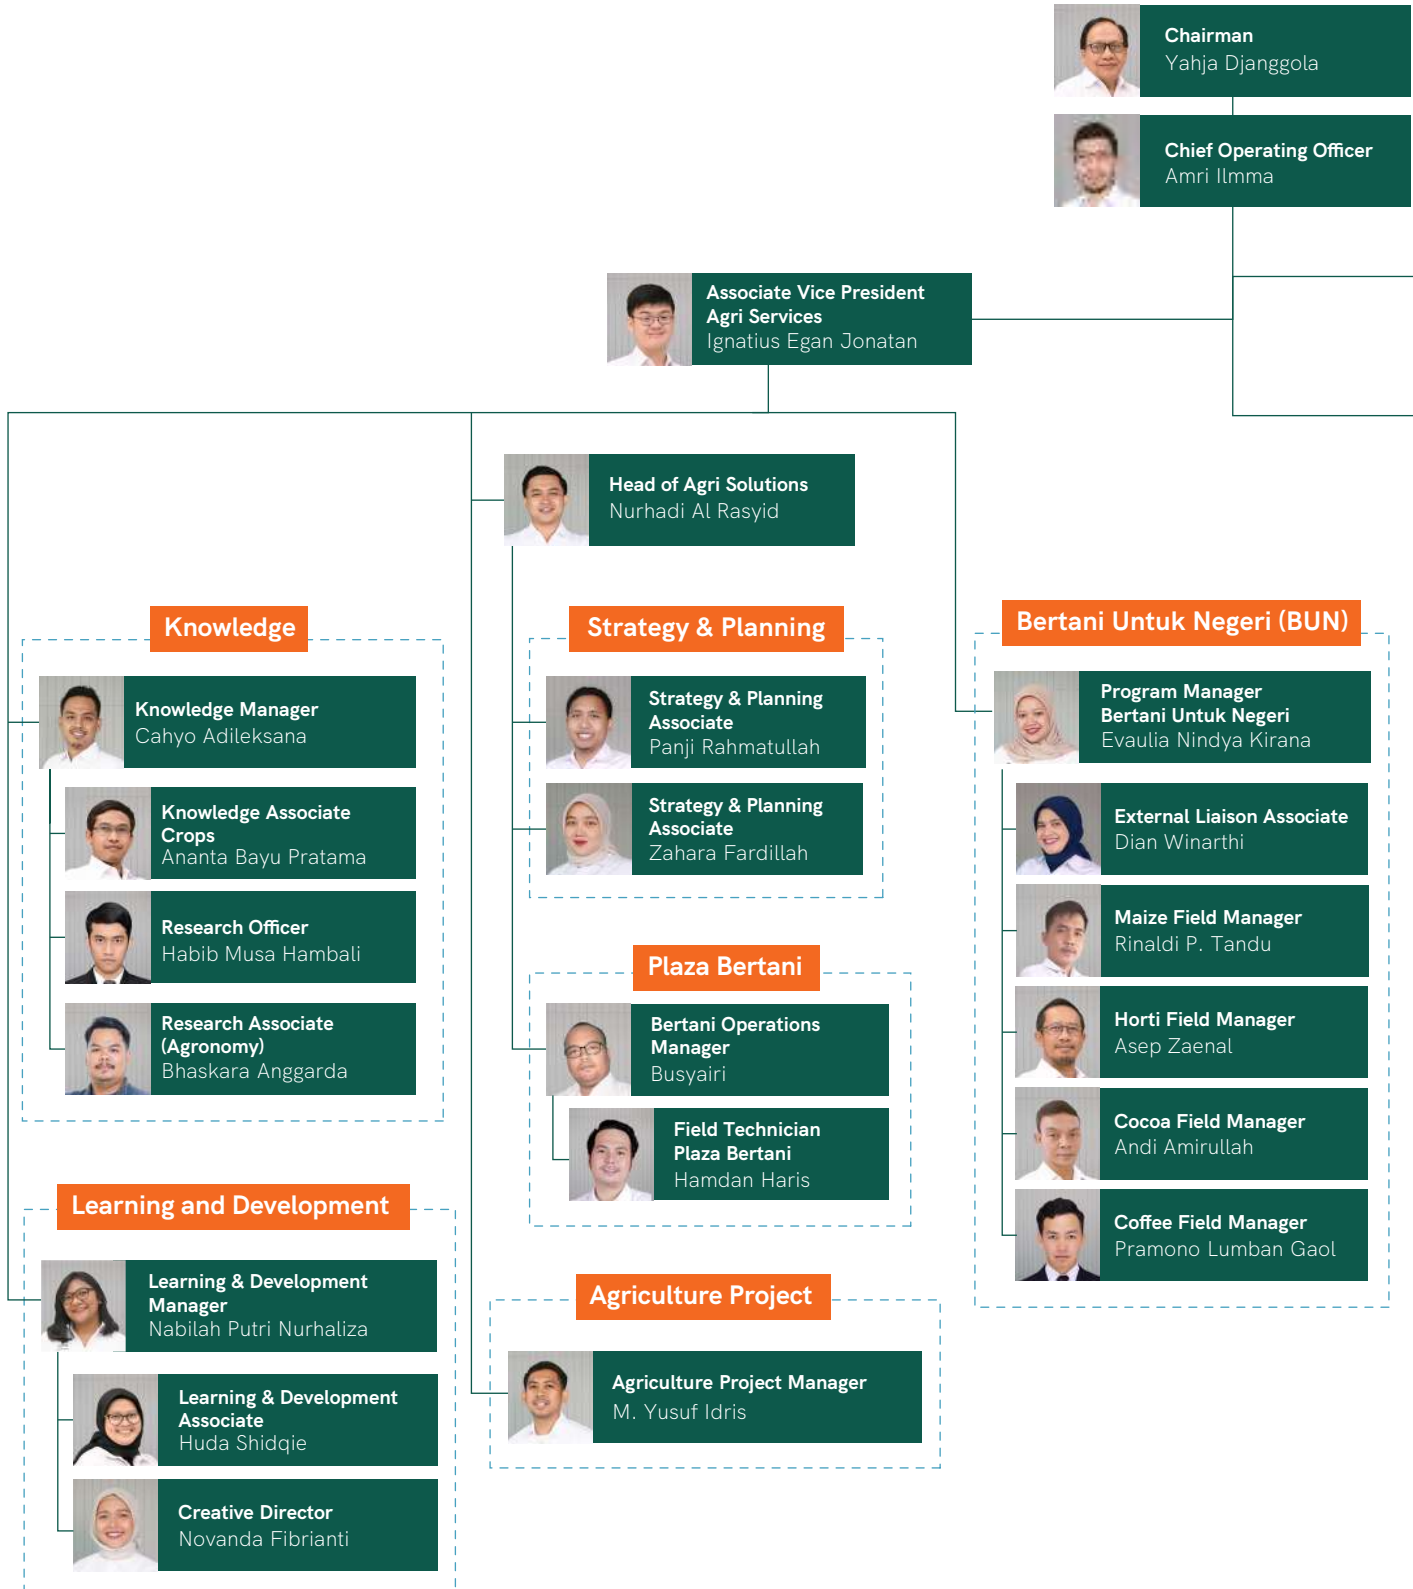 Chairman
Yahja Djanggola
Chief Operating Officer
Amri Ilmma
Associate Vice President
Agri Services
Ignatius Egan Jonatan
Head of Agri Solutions
Nurhadi Al Rasyid
Knowledge
Knowledge Manager
Cahyo Adileksana
Knowledge Associate
Crops
Ananta Bayu Pratama
Research Officer
Habib Musa Hambali
Research Associate
(Agronomy)
Bhaskara Anggarda
Learning and Development
Learning & Development
Manager
Nabilah Putri Nurhaliza
Learning & Development
Associate
Huda Shidqie
Creative Director
Novanda Fibrianti
Strategy & Planning
Strategy & Planning
Associate
Panji Rahmatullah
Strategy & Planning
Associate
Zahara Fardillah
Plaza Bertani
Bertani Operations
Manager
Busyairi
Field Technician
Plaza Bertani
Hamdan Haris
Agriculture Project
Agriculture Project Manager
M. Yusuf Idris
Bertani Untuk Negeri (BUN)
Program Manager
Bertani Untuk Negeri
Evaulia Nindya Kirana
External Liaison Associate
Dian Winarthi
Maize Field Manager
Rinaldi P. Tandu
Horti Field Manager
Asep Zaenal
Cocoa Field Manager
Andi Amirullah
Coffee Field Manager
Pramono Lumban Gaol